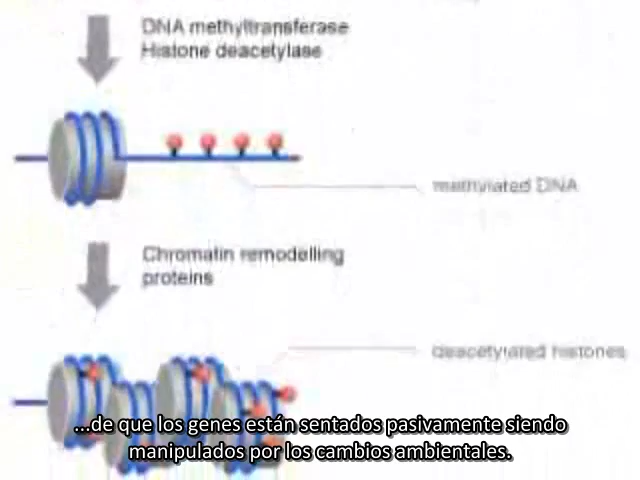 DNA methyltransferase
Histone deacetylase
methylated DNA
Chromatin remodelling
proteins
deacetylated histones
...de que los genes están sentados pasivamente siendo
manipulados por los cambios ambientales.